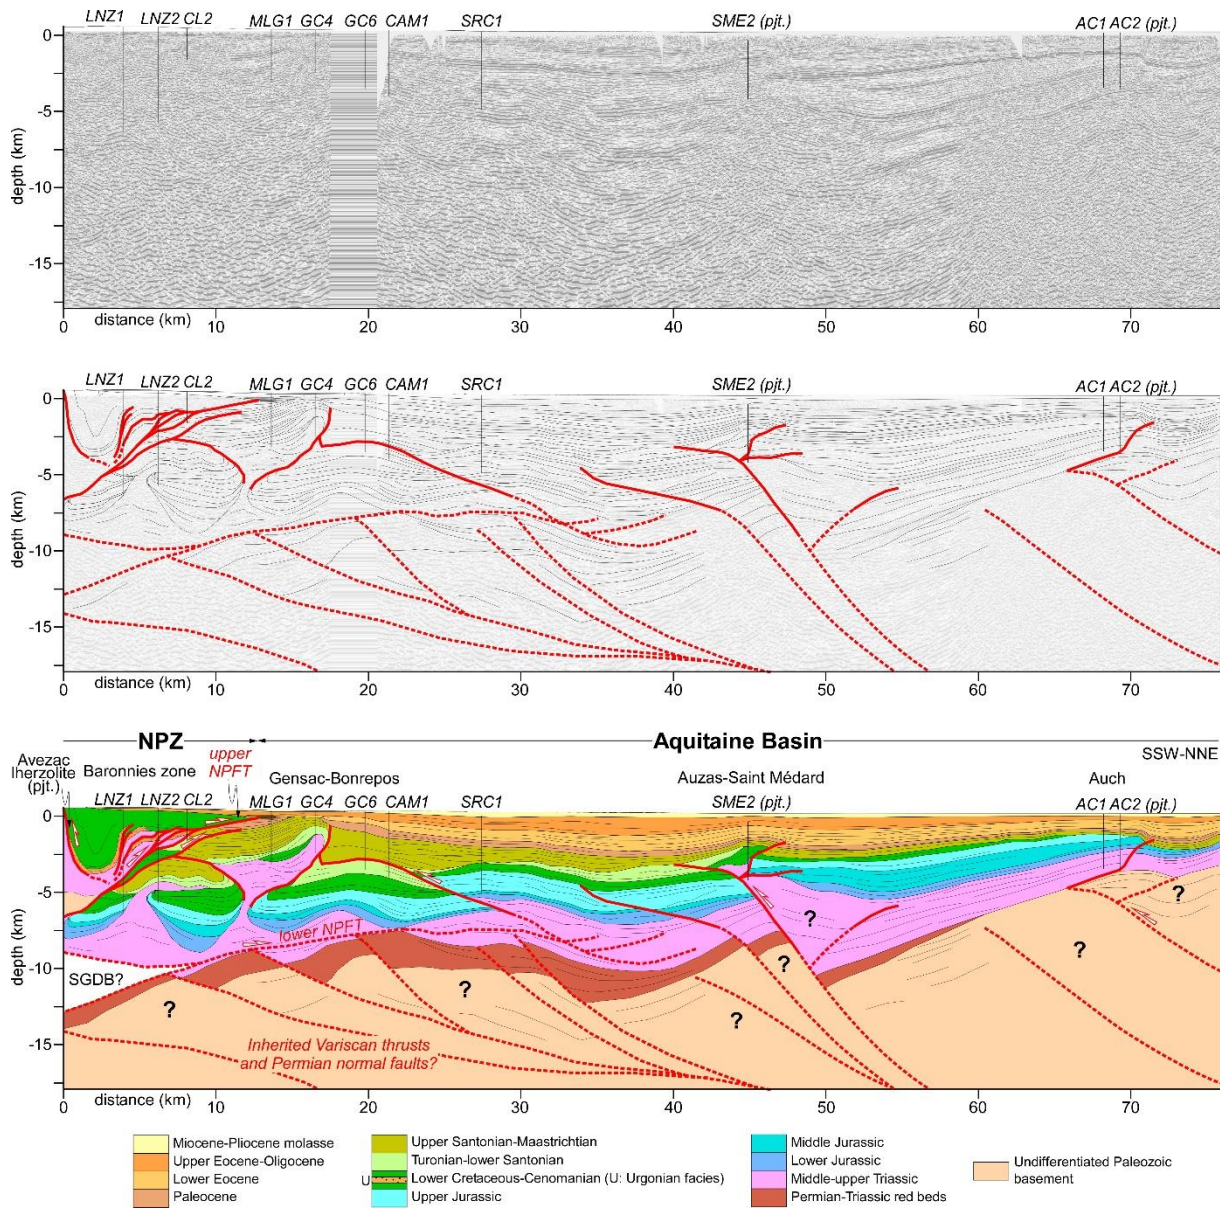 LNZ1 LNZ2 CL2 MLG1 GC4 GC6 CAM1 SRC1 SME2 (pjt.) AC1 AC2 (pjt.)
0
-5
-10
-15
depth (km)
0 10 20 30 40 50 60 70
distance (km)
LNZ1 LNZ2 CL2 MLG1 GC4 GC6 CAM1 SRC1 SME2 (pjt.) AC1 AC2 (pjt.)
0
-5
-10
-15
depth (km)
0 10 20 30 40 50 60 70
distance (km)
NPZ Aquitaine Basin
SSW-NNE
Avezac
lherzolite
(pjt.)
Baronnies zone
upper
NPFT
Gensac-Bonrepos
Auzas-Saint Médard
Auch
LNZ1 LNZ2 CL2 MLG1 GC4 GC6 CAM1 SRC1 SME2 (pjt.) AC1 AC2 (pjt.)
0
-5
-10
-15
depth (km)
lower NPFT
SGDB?
?
?
?
?
?
?
?
Inherited Variscan thrusts
and Permian normal faults?
0 10 20 30 40 50 60 70
distance (km)
Miocene-Pliocene molasse
Upper Eocene-Oligocene
Lower Eocene
Paleocene
Upper Santonian-Maastrichtian
Turonian-lower Santonian
U Lower Cretaceous-Cenomanian (U: Urgonian facies)
Upper Jurassic
Middle Jurassic
Lower Jurassic
Middle-upper Triassic
Permian-Triassic red beds
Undifferentiated Paleozoic
basement